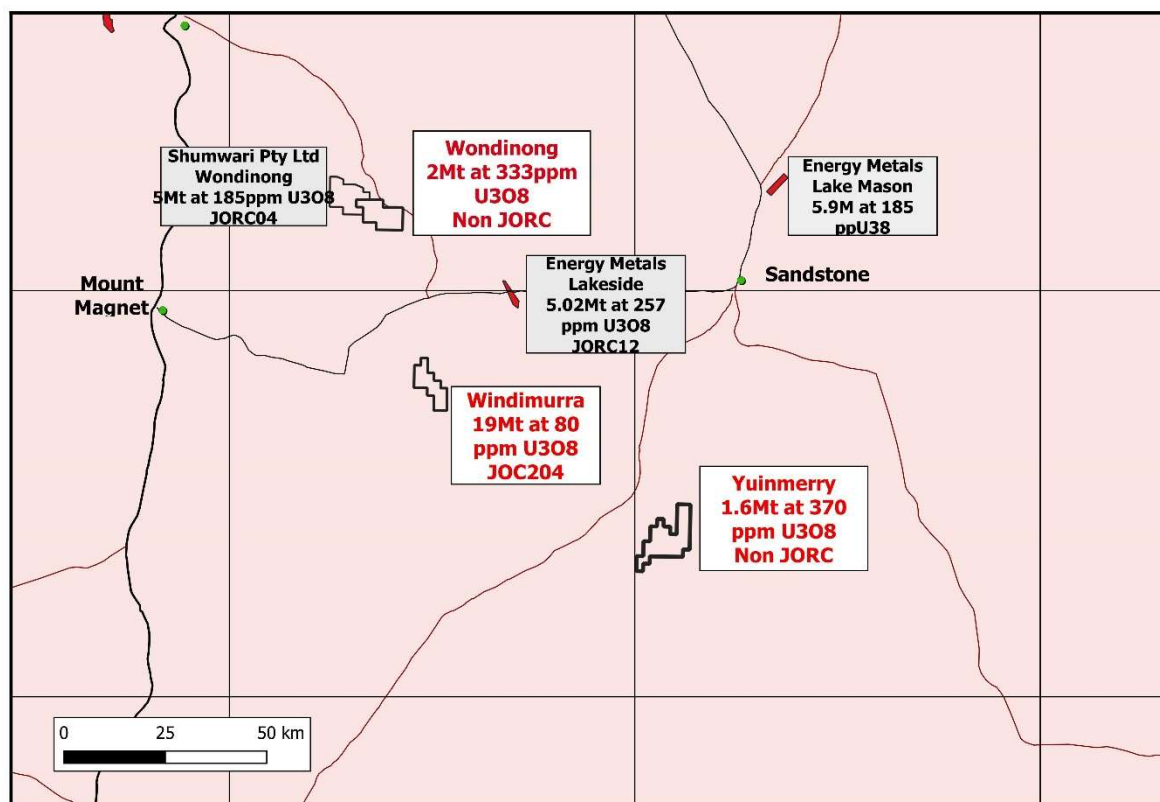 Shumwari Pty Ltd
Wondinong
5Mt at 185ppm U3O8
JORC04
Wondinong
2Mt at 333ppm
U3O8
Non JORC
Energy Metals
Lake Mason
5.9M at 185
ppU38
Mount
Magnet
Energy Metals
Lakeside
5.02Mt at 257
ppm U3O8
JORC12
Sandstone
Windimurra
19Mt at 80
ppm U3O8
JOC204
Yuinmerry
1.6Mt at 370
ppm U3O8
Non JORC
0 25 50 km